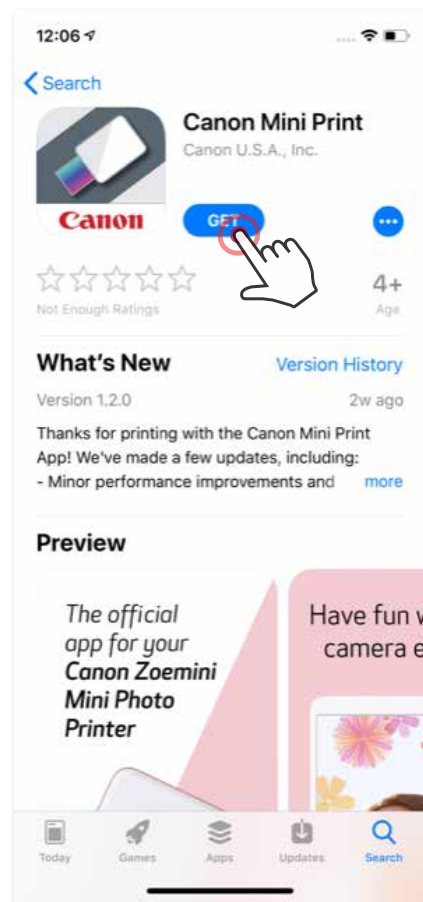 12:06
Search
Canon Mini Print
Canon U.S.A., Inc.
Canon
GET
4+
Not Enough Ratings
Age
What's New
Version History
Version 1.2.0
2w ago
Thanks for printing with the Canon Mini Print
App! We've made a few updates, including:
- Minor performance improvements and
more
Preview
The official
app for your
Canon Zoemini
Mini Photo
Printer
Have fun
camera e
Today
Games
Apps
Updates
Search